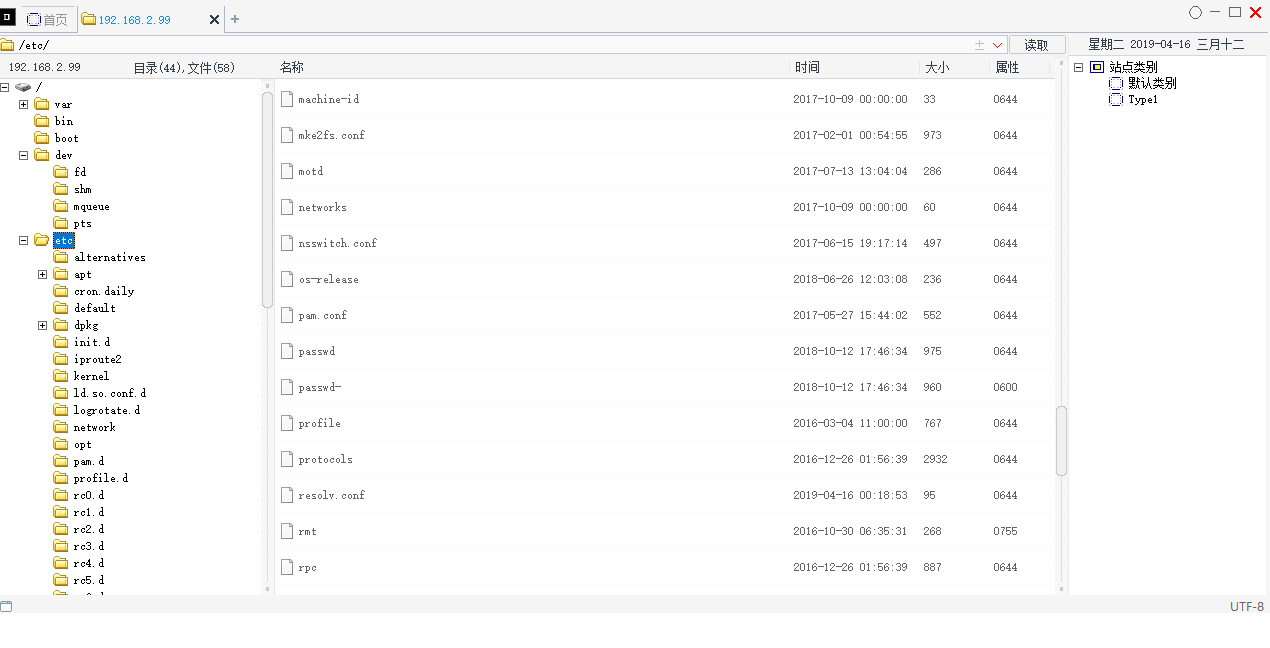 首页
192.168.2.99
/etc/
读取
星期二 2019-04-16 三月十二
192.168.2.99
目录(44),文件(58)
名称 时间 大小 属性
/
var
bin
boot
dev
fd
shm
mqueue
pts
etc
alternatives
apt
cron.daily
default
dpkg
init.d
iproute2
kernel
ld.so.conf.d
logrotate.d
network
opt
pam.d
profile.d
rc0.d
rc1.d
rc2.d
rc3.d
rc4.d
rc5.d
machine-id 2017-10-09 00:00:00 33 0644
mke2fs.conf 2017-02-01 00:54:55 973 0644
motd 2017-07-13 13:04:04 286 0644
networks 2017-10-09 00:00:00 60 0644
nsswitch.conf 2017-06-15 19:17:14 497 0644
os-release 2018-06-26 12:03:08 236 0644
pam.conf 2017-05-27 15:44:02 552 0644
passwd 2018-10-12 17:46:34 975 0644
passwd- 2018-10-12 17:46:34 960 0600
profile 2016-03-04 11:00:00 767 0644
protocols 2016-12-26 01:56:39 2932 0644
resolv.conf 2019-04-16 00:18:53 95 0644
rmt 2016-10-30 06:35:31 268 0755
rpc 2016-12-26 01:56:39 887 0644
站点类别
默认类别
Type1
UTF-8